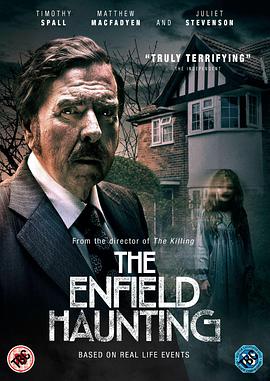 TIMOTHY SPALL
MATTHEW MACFADYEN
AND
JULIET STEVENSON
"TRULY TERRIFYING"
THE INDEPENDENT
From the director of The Killing
THE
ENFIELD
HAUNTING
BASED ON REAL LIFE EVENTS